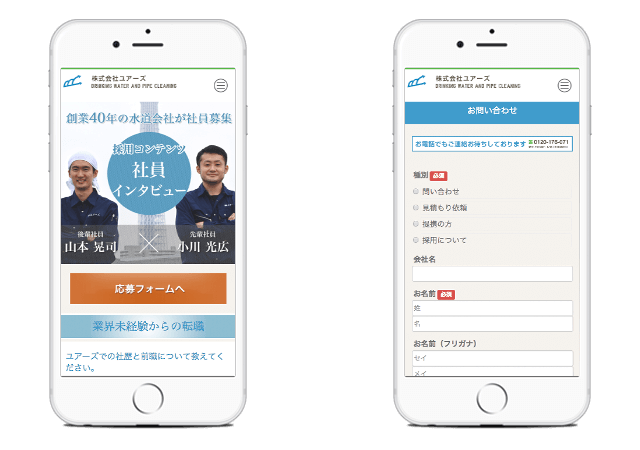 株式会社ユアーズ
DRINKING WATER AND PIPE CLEANING
創業40年の水道会社が社員募集
採用コンテンツ
社員
インタビュー
後輩社員
山本 晃司
先輩社員
小川 光広
応募フォームへ
業界未経験からの転職
ユアーズでの社歴と前職について教えてく
ださい。
株式会社ユアーズ
DRINKING WATER AND PIPE CLEANING
お問い合わせ
お電話でもご連絡お待ちしております
0120-176-071
種別 必須
問い合わせ
見積もり依頼
提携の方
採用について
会社名
お名前 必須
姓
名
お名前（フリガナ）
セイ
メイ